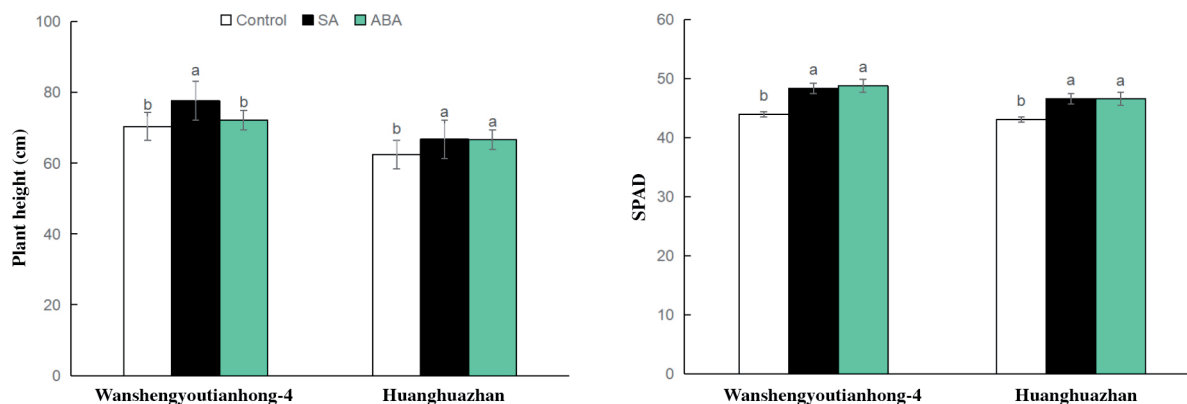 Plant height (cm)
100
80
60
40
20
0
Control SA ABA
b
a
b
b
a
a
Wanshengyoutianhong-4
Huanghuazhan
SPAD
60
50
40
30
20
10
0
b
a
a
b
a
a
Wanshengyoutianhong-4
Huanghuazhan